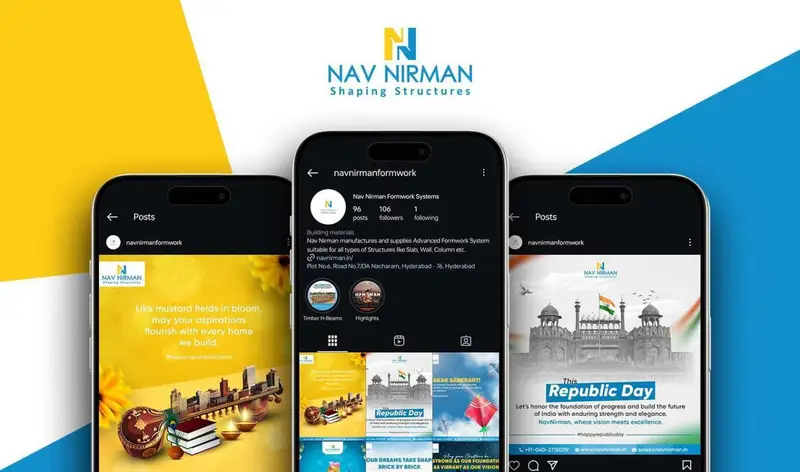 NAV NIRMAN
Shaping Structures
Posts
navnirmanformwork
NAV NIRMAN
Shaping Structures
Like mustard fields in bloom,
may your aspirations
flourish with every home
we build.
navnirmanformwork
Nav Nirman Formwork Systems
96 posts
106 followers
1 following
Building materials
Nav Nirman manufactures and supplies Advanced Formwork System
suitable for all types of Structures like Slab, Wall, Column etc.
navnirman.in/
Plot No.6, Road No.7,IDA Nacharam, Hyderabad - 76, Hyderabad
Timber H-Beams
Highlights
Republic Day
OUR DREAMS TAKE SHAPE
BRICK BY BRICK
STRONG AS OUR FOUNDATION
AS VIBRANT AS OUR VISION
Posts
navnirmanformwork
NAV NIRMAN
Shaping Structures
This
Republic Day
Let's honor the foundation of progress and build the future
of India with enduring strength and elegance.
NavNirman, where vision meets excellence.
#happyrepublicday
www.navnirman.in
sales@navnirman.in